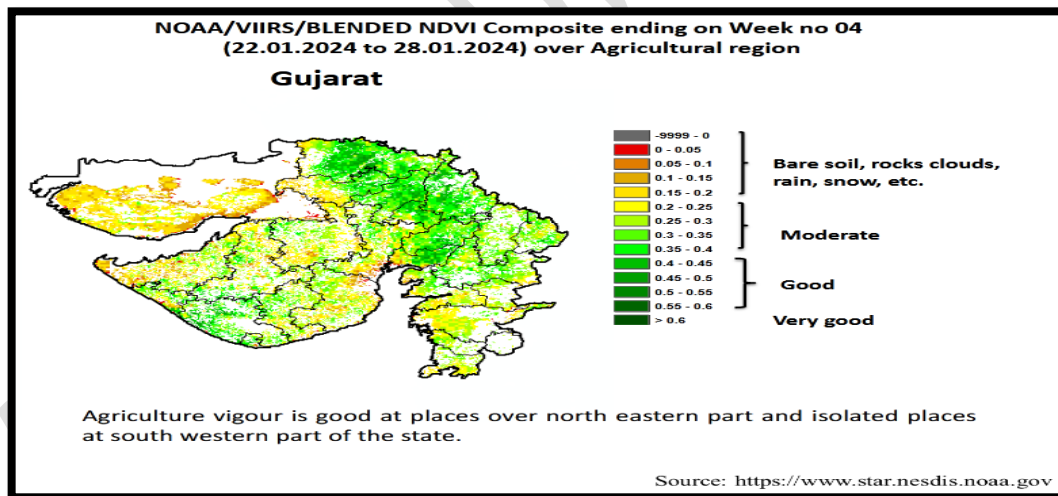 NOAA/VIIRS/BLENDED NDVI Composite ending on Week no 04
(22.01.2024 to 28.01.2024) over Agricultural region
Gujarat
-9999 - 0
0 - 0.05
0.05 - 0.1
0.1 - 0.15
0.15 - 0.2
0.2 - 0.25
0.25 - 0.3
0.3 - 0.35
0.35 - 0.4
0.4 - 0.45
0.45 - 0.5
0.5 - 0.55
0.55 - 0.6
> 0.6
Bare soil, rocks clouds,
rain, snow, etc.
Moderate
Good
Very good
Agriculture vigour is good at places over north eastern part and isolated places
at south western part of the state.
Source: https://www.star.nesdis.noaa.gov